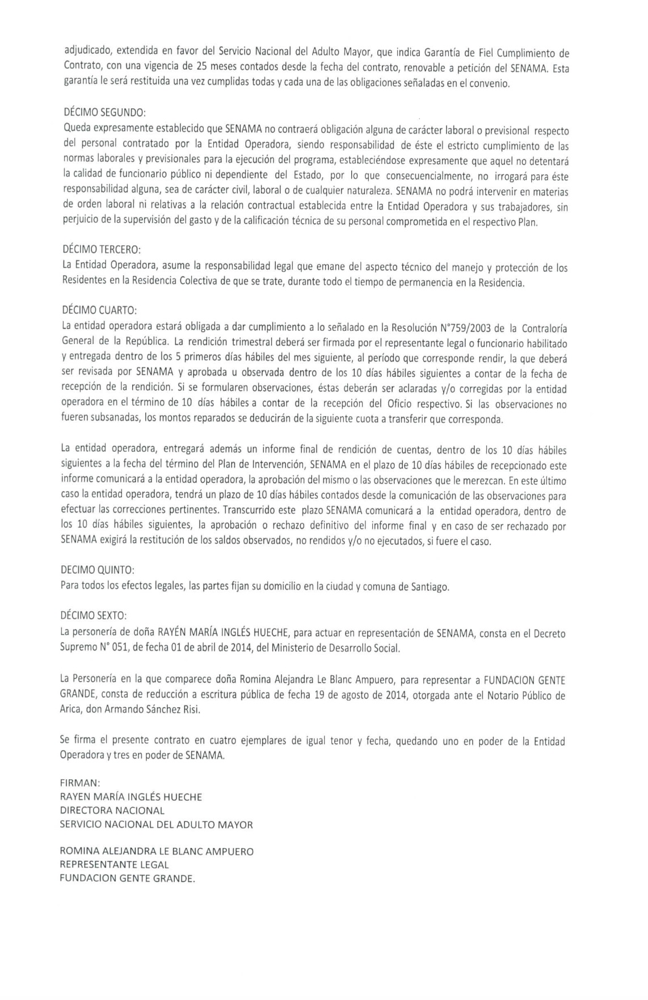 adjudicado, extendida en favor del Servicio Nacional del Adulto Mayor, que indica Garantía de Fiel Cumplimiento de
Contrato, con una vigencia de 25 meses contados desde la fecha del contrato, renovable a petición del SENAMA. Esta
garantía le será restituida una vez cumplidas todas y cada una de las obligaciones señaladas en el convenio.
DÉCIMO SEGUNDO:
Queda expresamente establecido que SENAMA no contraerá obligación alguna de carácter laboral o previsional respecto
del personal contratado por la Entidad Operadora, siendo responsabilidad de éste el estricto cumplimiento de las
normas laborales y previsionales para la ejecución del programa, estableciéndose expresamente que aquel no detentará
la calidad de funcionario público ni dependiente del Estado, por lo que consecuencialmente, no irrogará para éste
responsabilidad alguna, sea de carácter civil, laboral o de cualquier naturaleza. SENAMA no podrá intervenir en materias
de orden laboral ni relativas a la relación contractual establecida entre la Entidad Operadora y sus trabajadores, sin
perjuicio de la supervisión del gasto y de la calificación técnica de su personal comprometida en el respectivo Plan.
DÉCIMO TERCERO:
La Entidad Operadora, asume la responsabilidad legal que emane del aspecto técnico del manejo y protección de los
Residentes en la Residencia Colectiva de que se trate, durante todo el tiempo de permanencia en la Residencia.
DÉCIMO CUARTO:
La entidad operadora estará obligada a dar cumplimiento a lo señalado en la Resolución N°759/2003 de la Contraloría
General de la República. La rendición trimestral deberá ser firmada por el representante legal o funcionario habilitado
y entregada dentro de los 5 primeros días hábiles del mes siguiente, al período que corresponde rendir, la que deberá
ser revisada por SENAMA y aprobada u observada dentro de los 10 días hábiles siguientes a contar de la fecha de
recepción de la rendición. Si se formularen observaciones, éstas deberán ser aclaradas y/o corregidas por la entidad
operadora en el término de 10 días hábiles a contar de la recepción del Oficio respectivo. Si las observaciones no
fueren subsanadas, los montos reparados se deducirán de la siguiente cuota a transferir que corresponda.
La entidad operadora, entregará además un informe final de rendición de cuentas, dentro de los 10 días hábiles
siguientes a la fecha del término del Plan de Intervención, SENAMA en el plazo de 10 días hábiles de recepcionado este
informe comunicará a la entidad operadora, la aprobación del mismo o las observaciones que le merezcan. En este último
caso la entidad operadora, tendrá un plazo de 10 días hábiles contados desde la comunicación de las observaciones para
efectuar las correcciones pertinentes. Transcurrido este plazo SENAMA comunicará a la entidad operadora, dentro de
los 10 días hábiles siguientes, la aprobación o rechazo definitivo del informe final y en caso de ser rechazado por
SENAMA exigirá la restitución de los saldos observados, no rendidos y/o no ejecutados, si fuere el caso.
DECIMO QUINTO:
Para todos los efectos legales, las partes fijan su domicilio en la ciudad y comuna de Santiago.
DÉCIMO SEXTO:
La personería de doña RAYÉN MARÍA INGLÉS HUECHE, para actuar en representación de SENAMA, consta en el Decreto
Supremo N° 051, de fecha 01 de abril de 2014, del Ministerio de Desarrollo Social.
La Personería en la que comparece doña Romina Alejandra Le Blanc Ampuero, para representar a FUNDACION GENTE
GRANDE, consta de reducción a escritura pública de fecha 19 de agosto de 2014, otorgada ante el Notario Público de
Arica, don Armando Sánchez Risi.
Se firma el presente contrato en cuatro ejemplares de igual tenor y fecha, quedando uno en poder de la Entidad
Operadora y tres en poder de SENAMA.
FIRMAN:
RAYEN MARÍA INGLÉS HUECHE
DIRECTORA NACIONAL
SERVICIO NACIONAL DEL ADULTO MAYOR
ROMINA ALEJANDRA LE BLANC AMPUERO
REPRESENTANTE LEGAL
FUNDACION GENTE GRANDE.